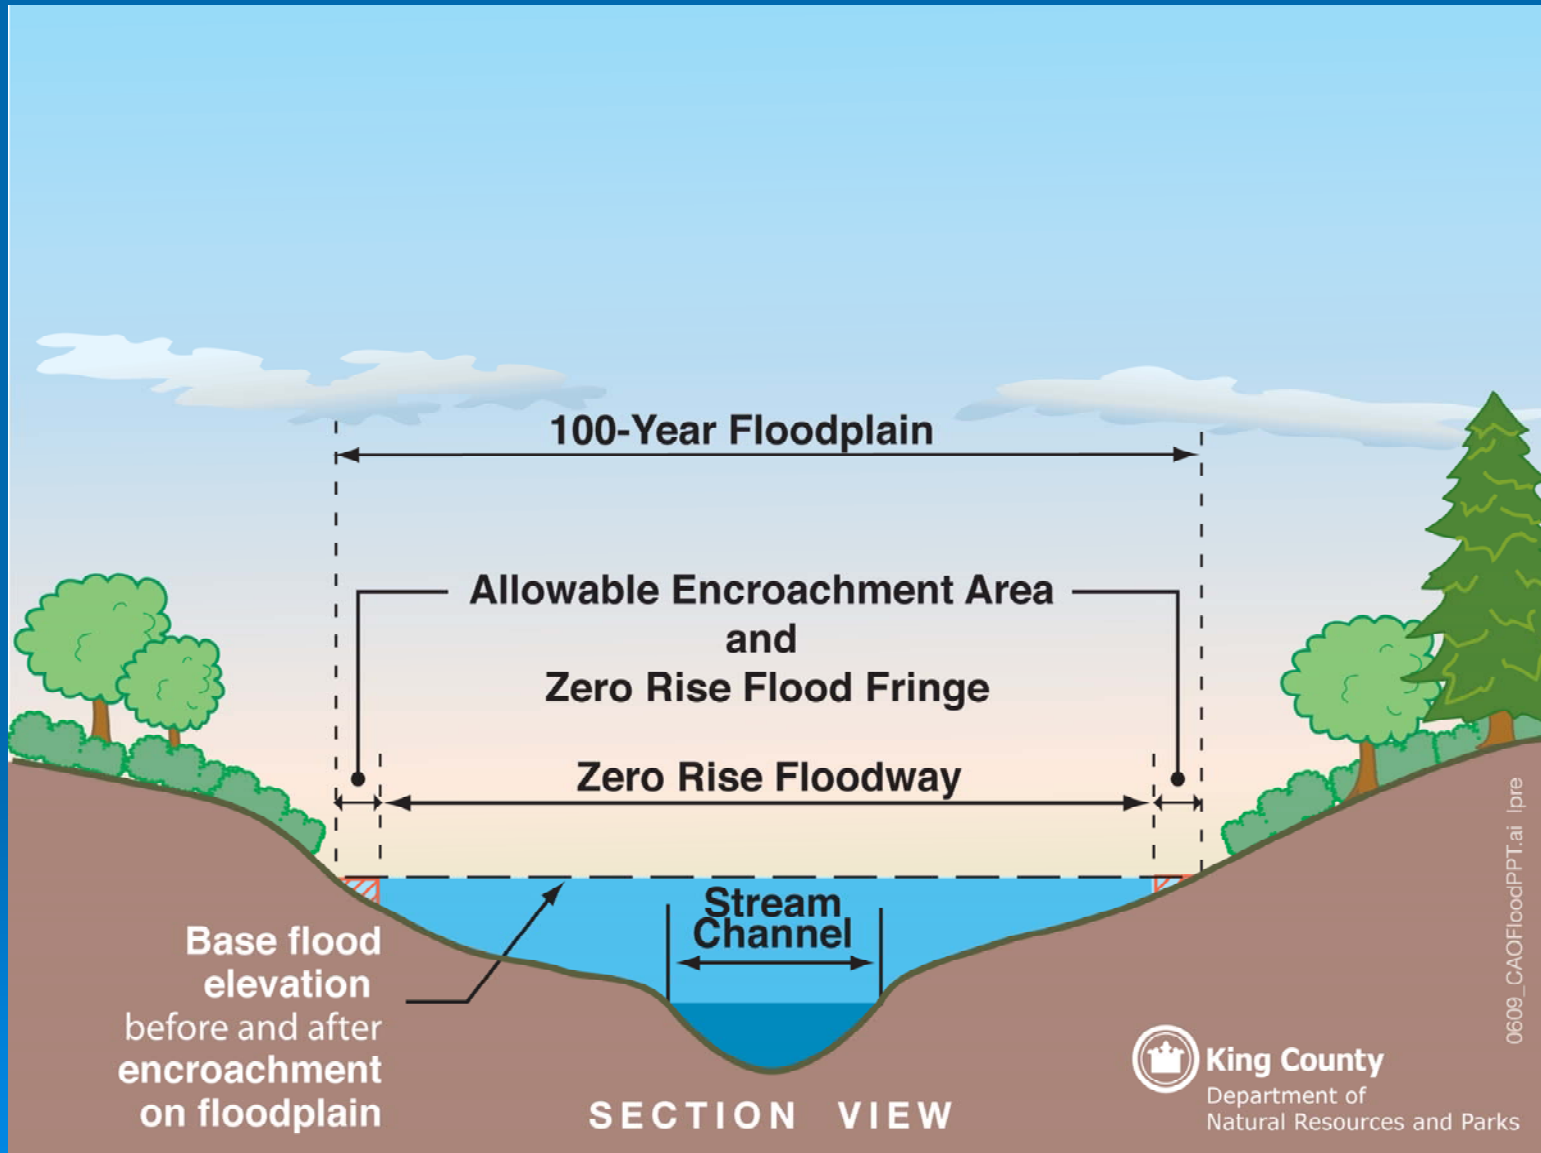 100-Year Floodplain
Allowable Encroachment Area
and
Zero Rise Flood Fringe
Zero Rise Floodway
Stream
Channel
Base flood
elevation
before and after
encroachment
on floodplain
SECTION VIEW
King County
Department of
Natural Resources and Parks
0609_CAOFloodPPT.ai lpre